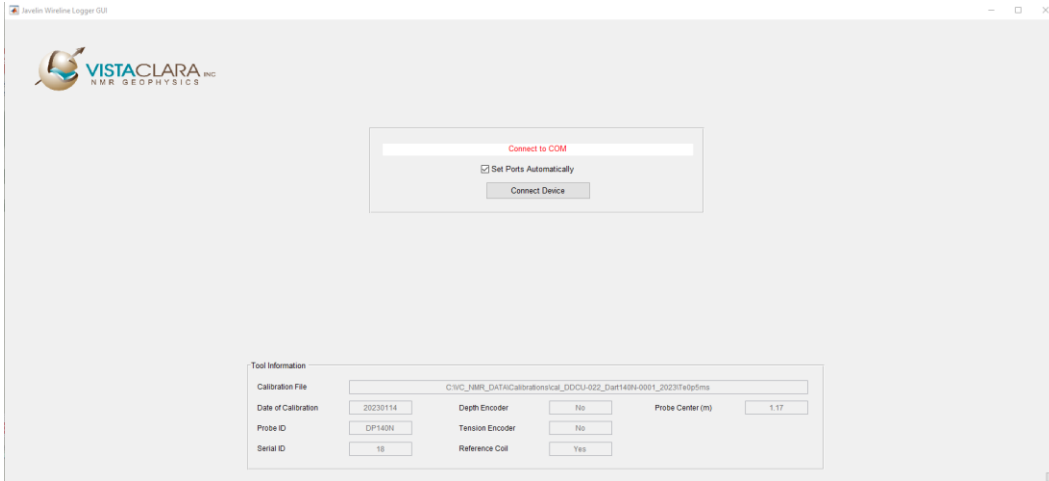 Javelin Wireline Logger GUI
VISTACLARA INC
NMR GEOPHYSICS
Connect to COM
Set Ports Automatically
Connect Device
Tool Information
Calibration File C:\VC_NMR_DATA\Calibrations\cal_DDCU-022_Dart140N-0001_2023\Te0p5ms
Date of Calibration 20230114 Depth Encoder No Probe Center (m) 1.17
Probe ID DP140N Tension Encoder No
Serial ID 18 Reference Coil Yes